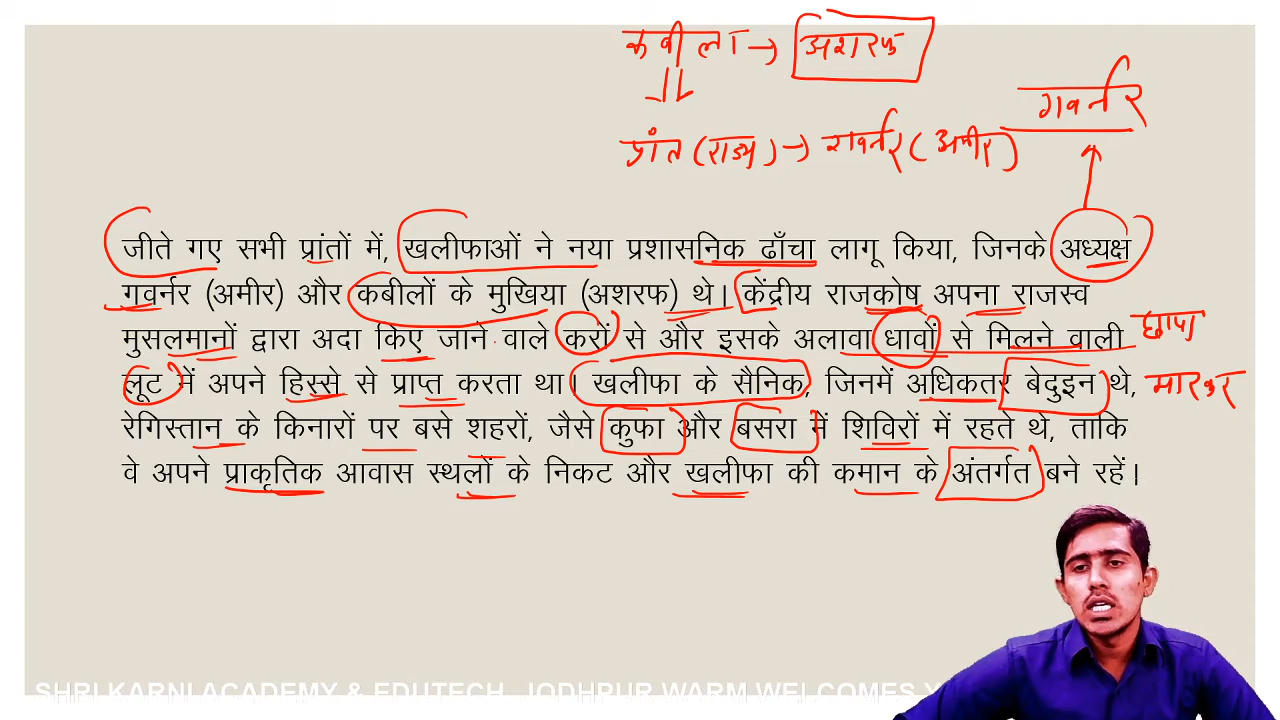 कबीला → अशरफ
गवर्नर
प्रांत (राज्य) → गवर्नर (अमीर)
जीते गए सभी प्रांतों में, खलीफाओं ने नया प्रशासनिक ढाँचा लागू किया, जिनके अध्यक्ष
गवर्नर (अमीर) और कबीलों के मुखिया (अशरफ) थे। केंद्रीय राजकोष अपना राजस्व
मुसलमानों द्वारा अदा किए जाने वाले करों से और इसके अलावा धावों से मिलने वाली छापा
लूट में अपने हिस्से से प्राप्त करता था। खलीफा के सैनिक, जिनमें अधिकतर बेदुइन थे, मारकर
रेगिस्तान के किनारों पर बसे शहरों, जैसे कुफा और बसरा में शिविरों में रहते थे, ताकि
वे अपने प्राकृतिक आवास स्थलों के निकट और खलीफा की कमान के अंतर्गत बने रहें।
SHRI KARNI ACADEMY & EDUTECH, JODHPUR WARM WELCOMES